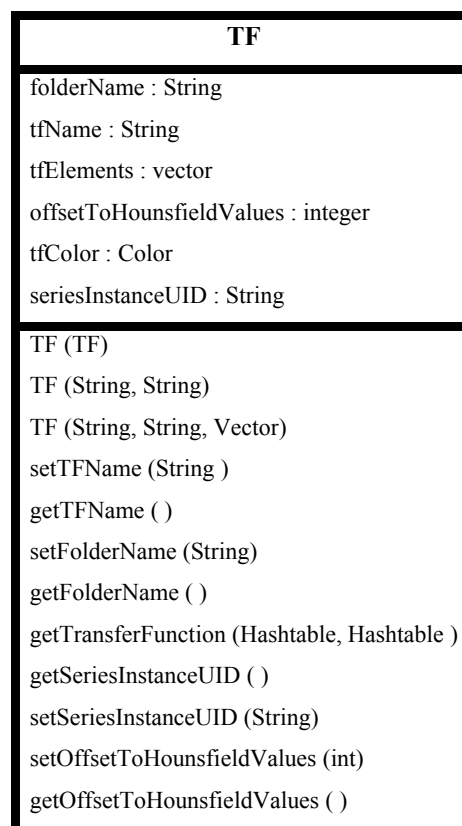 TF
folderName : String
tfName : String
tfElements : vector
offsetToHounsfieldValues : integer
tfColor : Color
seriesInstanceUID : String
TF (TF)
TF (String, String)
TF (String, String, Vector)
setTFName (String )
getTFName ( )
setFolderName (String)
getFolderName ( )
getTransferFunction (Hashtable, Hashtable )
getSeriesInstanceUID ( )
setSeriesInstanceUID (String)
setOffsetToHounsfieldValues (int)
getOffsetToHounsfieldValues ( )